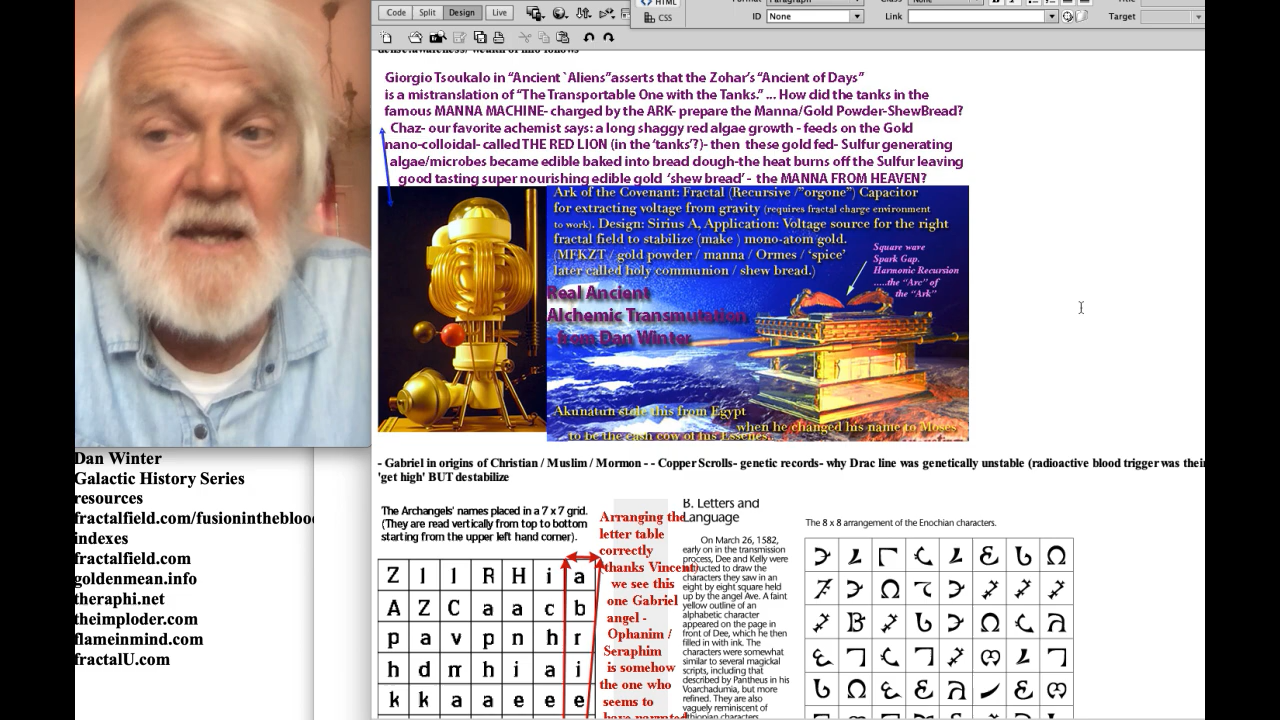 Code Split Design Live
HTML
CSS
ID None
Link
Target
dense/awareness/ wealth of info follows
Giorgio Tsoukalo in “Ancient `Aliens”asserts that the Zohar’s “Ancient of Days”
is a mistranslation of “The Transportable One with the Tanks.” ... How did the tanks in the
famous MANNA MACHINE- charged by the ARK- prepare the Manna/Gold Powder-ShewBread?
Chaz- our favorite achemist says: a long shaggy red algae growth - feeds on the Gold
nano-colloidal- called THE RED LION (in the ‘tanks’?)- then these gold fed- Sulfur generating
algae/microbes became edible baked into bread dough-the heat burns off the Sulfur leaving
good tasting super nourishing edible gold ‘shew bread’ - the MANNA FROM HEAVEN?
Ark of the Covenant: Fractal (Recursive /”orgone”) Capacitor
for extracting voltage from gravity (requires fractal charge environment
to work). Design: Sirius A, Application: Voltage source for the right
fractal field to stabilize (make ) mono-atom gold.
(MFKZT / gold powder / manna / Ormes / ‘spice’
later called holy communion / shew bread.)
Square wave
Spark Gap.
Harmonic Recursion
.....the “Arc” of
the “Ark”
Real Ancient
Alchemic Transmutation
- from Dan Winter
Akunatun stole this from Egypt
when he changed his name to Moses
to be the cash cow of his Essenes.
- Gabriel in origins of Christian / Muslim / Mormon - - Copper Scrolls- genetic records- why Drac line was genetically unstable (radioactive blood trigger was their
'get high' BUT destabilize
Dan Winter
Galactic History Series
resources
fractalfield.com/fusionintheblood
indexes
fractalfield.com
goldenmean.info
theraphi.net
theimploder.com
flameinmind.com
fractalU.com
The Archangels' names placed in a 7 x 7 grid.
(They are read vertically from top to bottom
starting from the upper left hand corner).
Z l l R H i a
A Z C a a c b
p a v p n h r
h d m h i a i
k k a a e e e
Arranging the
letter table
correctly
thanks Vincent
we see this
one Gabriel
angel -
Ophanim /
Seraphim
is somehow
the one who
seems to
have parented
B. Letters and
Language
On March 26, 1582,
early on in the transmission
process, Dee and Kelly were
instructed to draw the
characters they saw in an
eight by eight square held
up by the angel Ave. A faint
yellow outline of an
alphabetic character
appeared on the page in
front of Dee, which he then
filled in with ink. The
characters were somewhat
similar to several magickal
scripts, including that
described by Pantheus in his
Voarchadumia, but more
refined. They are also
vaguely reminiscent of
Ethiopian characters
The 8 x 8 arrangement of the Enochian characters.